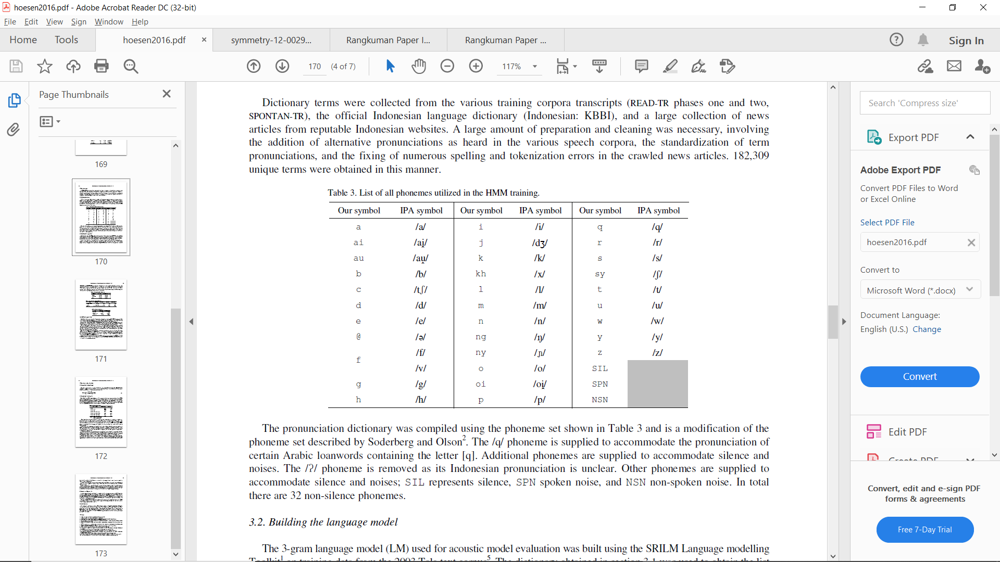 hoesen2016.pdf - Adobe Acrobat Reader DC (32-bit)
File Edit View Sign Window Help
Home Tools hoesen2016.pdf × symmetry-12-0029... Rangkuman Paper I... Rangkuman Paper ... Sign In
170 (4 of 7) 117%
Page Thumbnails
169
170
171
172
173
Dictionary terms were collected from the various training corpora transcripts (READ-TR phases one and two,
SPONTAN-TR), the official Indonesian language dictionary (Indonesian: KBBI), and a large collection of news
articles from reputable Indonesian websites. A large amount of preparation and cleaning was necessary, involving
the addition of alternative pronunciations as heard in the various speech corpora, the standardization of term
pronunciations, and the fixing of numerous spelling and tokenization errors in the crawled news articles. 182,309
unique terms were obtained in this manner.
Table 3. List of all phonemes utilized in the HMM training.
Our symbol IPA symbol Our symbol IPA symbol Our symbol IPA symbol
a /a/ i /i/ q /q/
ai /ai̯/ j /dʒ/ r /r/
au /au̯/ k /k/ s /s/
b /b/ kh /x/ sy /ʃ/
c /tʃ/ l /l/ t /t/
d /d/ m /m/ u /u/
e /e/ n /n/ w /w/
@ /ə/ ng /ŋ/ y /y/
f /f/ ny /ɲ/ z /z/
/v/ o /o/ SIL
g /g/ oi /oi̯/ SPN
h /h/ p /p/ NSN
The pronunciation dictionary was compiled using the phoneme set shown in Table 3 and is a modification of the
phoneme set described by Soderberg and Olson2. The /q/ phoneme is supplied to accommodate the pronunciation of
certain Arabic loanwords containing the letter [q]. Additional phonemes are supplied to accommodate silence and
noises. The /ʔ/ phoneme is removed as its Indonesian pronunciation is unclear. Other phonemes are supplied to
accommodate silence and noises; SIL represents silence, SPN spoken noise, and NSN non-spoken noise. In total
there are 32 non-silence phonemes.
3.2. Building the language model
The 3-gram language model (LM) used for acoustic model evaluation was built using the SRILM Language modelling
Search 'Compress size'
Export PDF
Adobe Export PDF
Convert PDF Files to Word
or Excel Online
Select PDF File
hoesen2016.pdf
Convert to
Microsoft Word (*.docx)
Document Language:
English (U.S.) Change
Convert
Edit PDF
Create PDF
Convert, edit and e-sign PDF
forms & agreements
Free 7-Day Trial